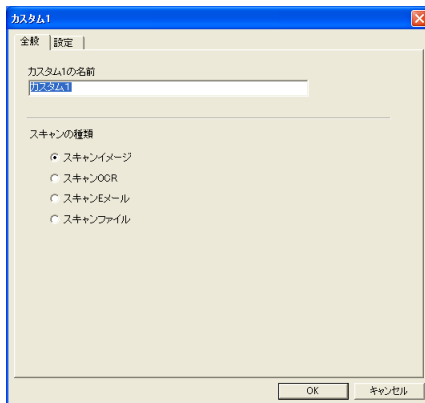 カスタム1
全般
設定
カスタム1の名前
カスタム1
スキャンの種類
スキャンイメージ
スキャンOCR
スキャンEメール
スキャンファイル
OK
キャンセル